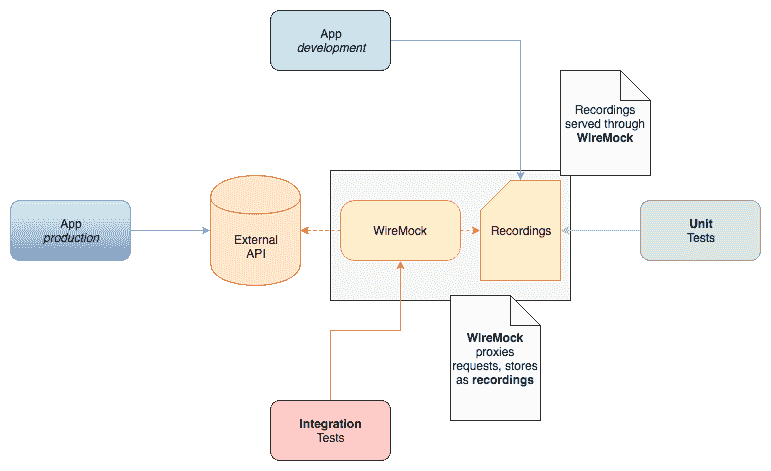 App
development
Recordings
served through
WireMock
App
production
External
API
WireMock
Recordings
Unit
Tests
WireMock
proxies
requests, stores
as recordings
Integration
Tests